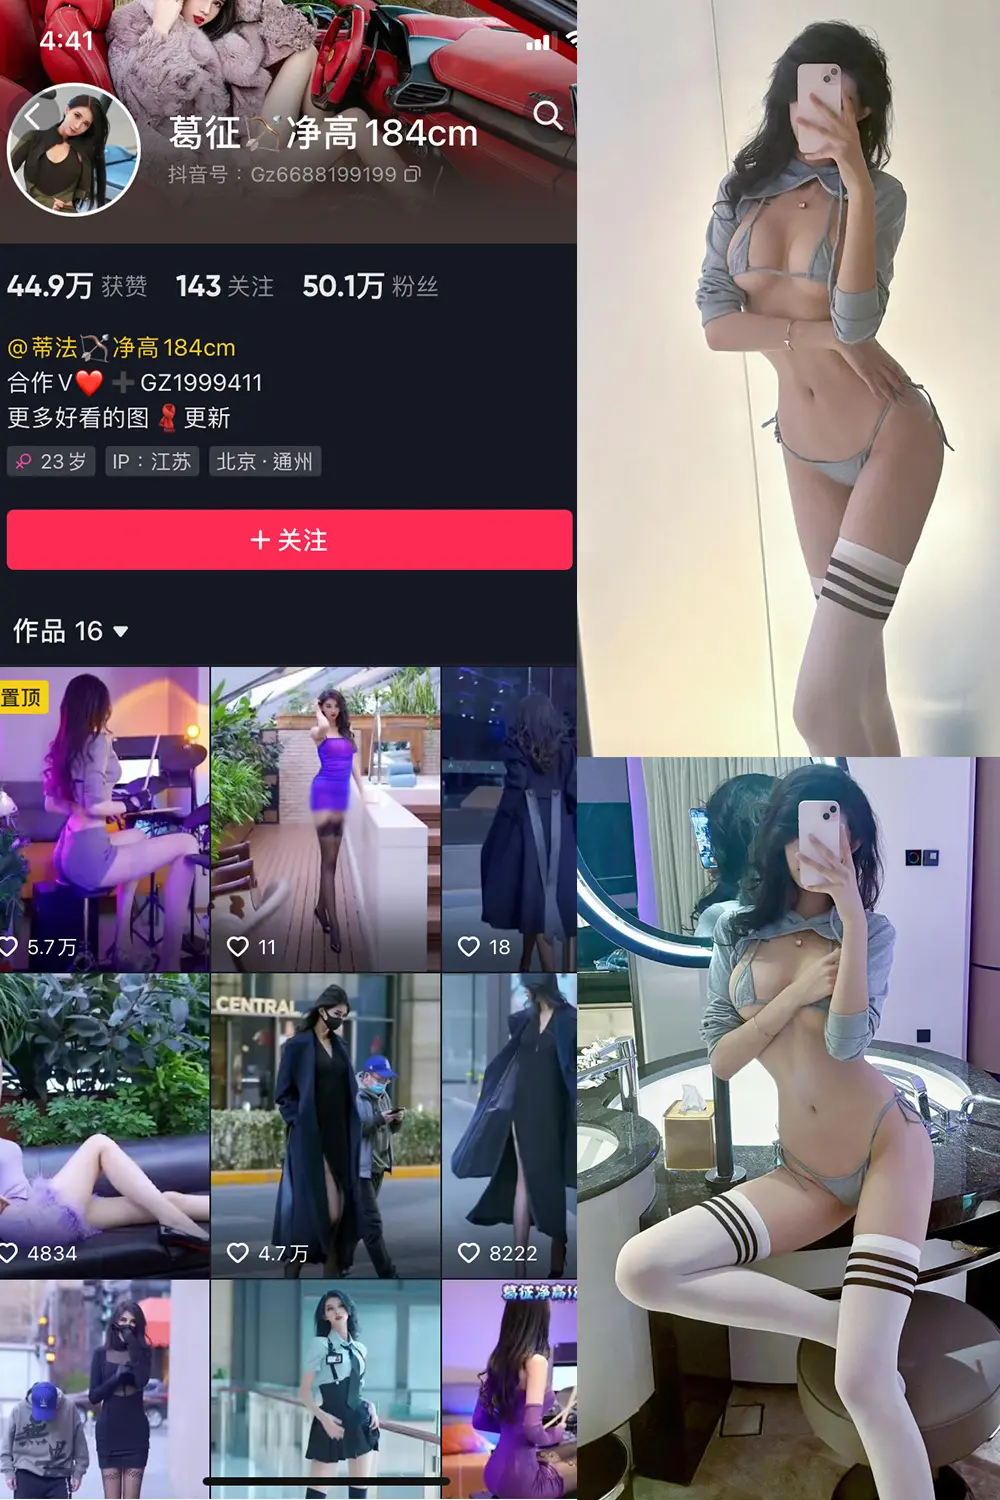 4:41
葛征🏹净高184cm
抖音号：Gz6688199199
44.9万 获赞 143 关注 50.1万 粉丝
@蒂法🏹净高184cm
合作V❤️➕GZ1999411
更多好看的图🧣更新
23岁 IP：江苏 北京·通州
+ 关注
作品 16
置顶
5.7万 11 18
CENTRAL
4834 4.7万 8222
葛征净高